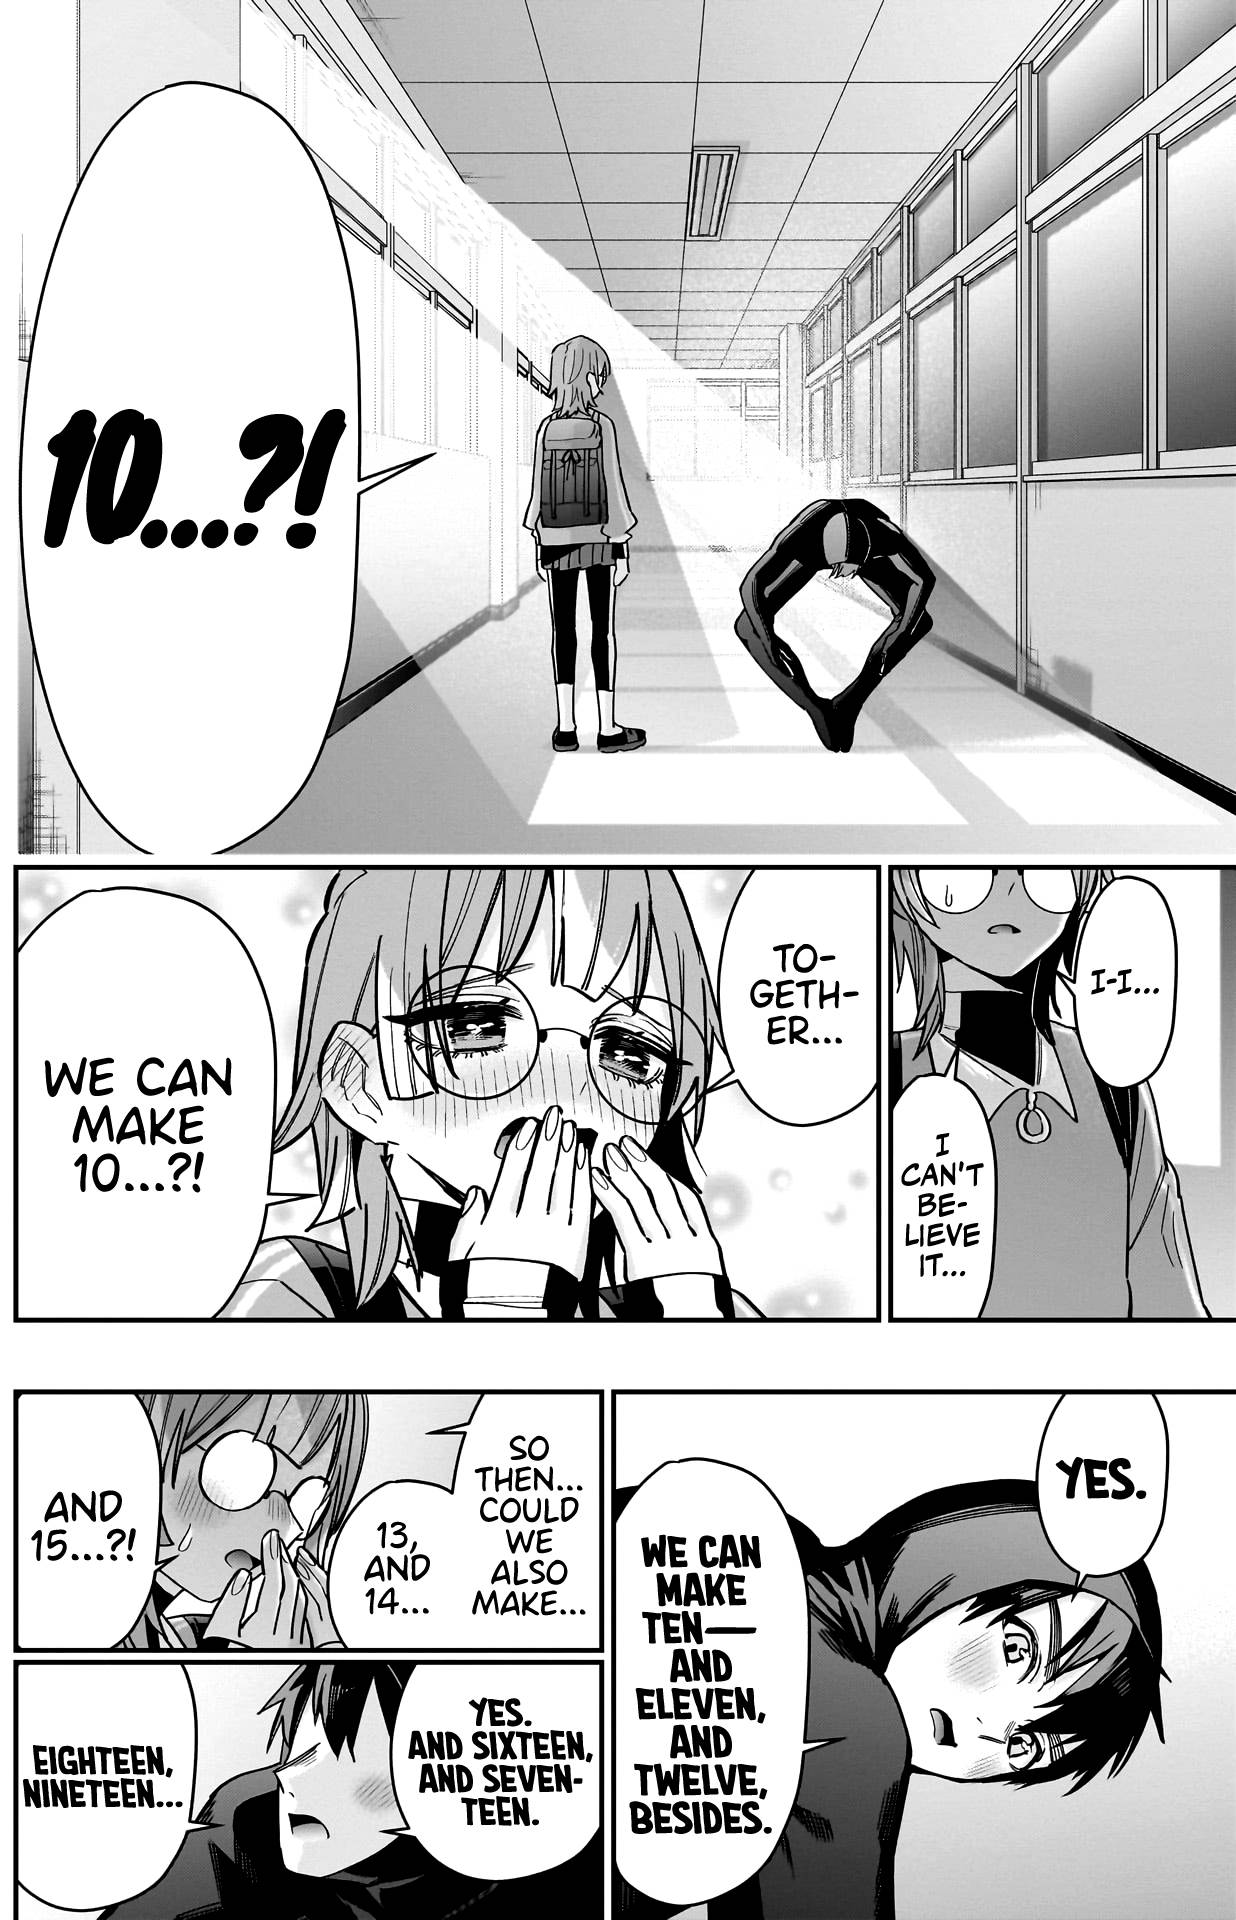 10...?!
I-I...
I
CAN'T
BE-
LIEVE
IT...
TO-
GETH-
ER...
WE CAN
MAKE
10...?!
YES.
WE CAN
MAKE
TEN—
AND
ELEVEN,
AND
TWELVE,
BESIDES.
SO
THEN...
COULD
WE
ALSO
MAKE...
13,
AND
14...
AND
15...?!
YES.
AND SIXTEEN,
AND SEVEN-
TEEN.
EIGHTEEN,
NINETEEN...